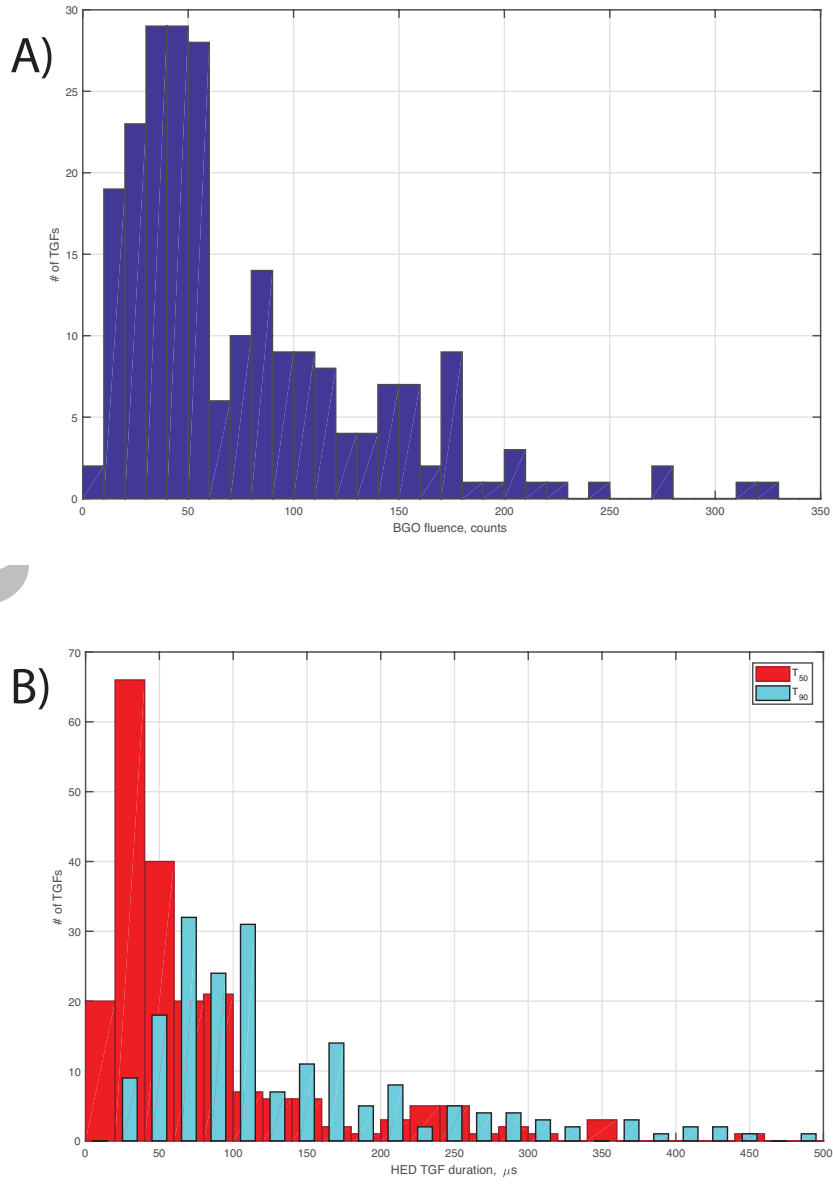 A)
30
25
20
15
10
5
0
# of TGFs
0 50 100 150 200 250 300 350
BGO fluence, counts
B)
70
60
50
40
30
20
10
0
# of TGFs
T50
T90
0 50 100 150 200 250 300 350 400 450 500
HED TGF duration, μs